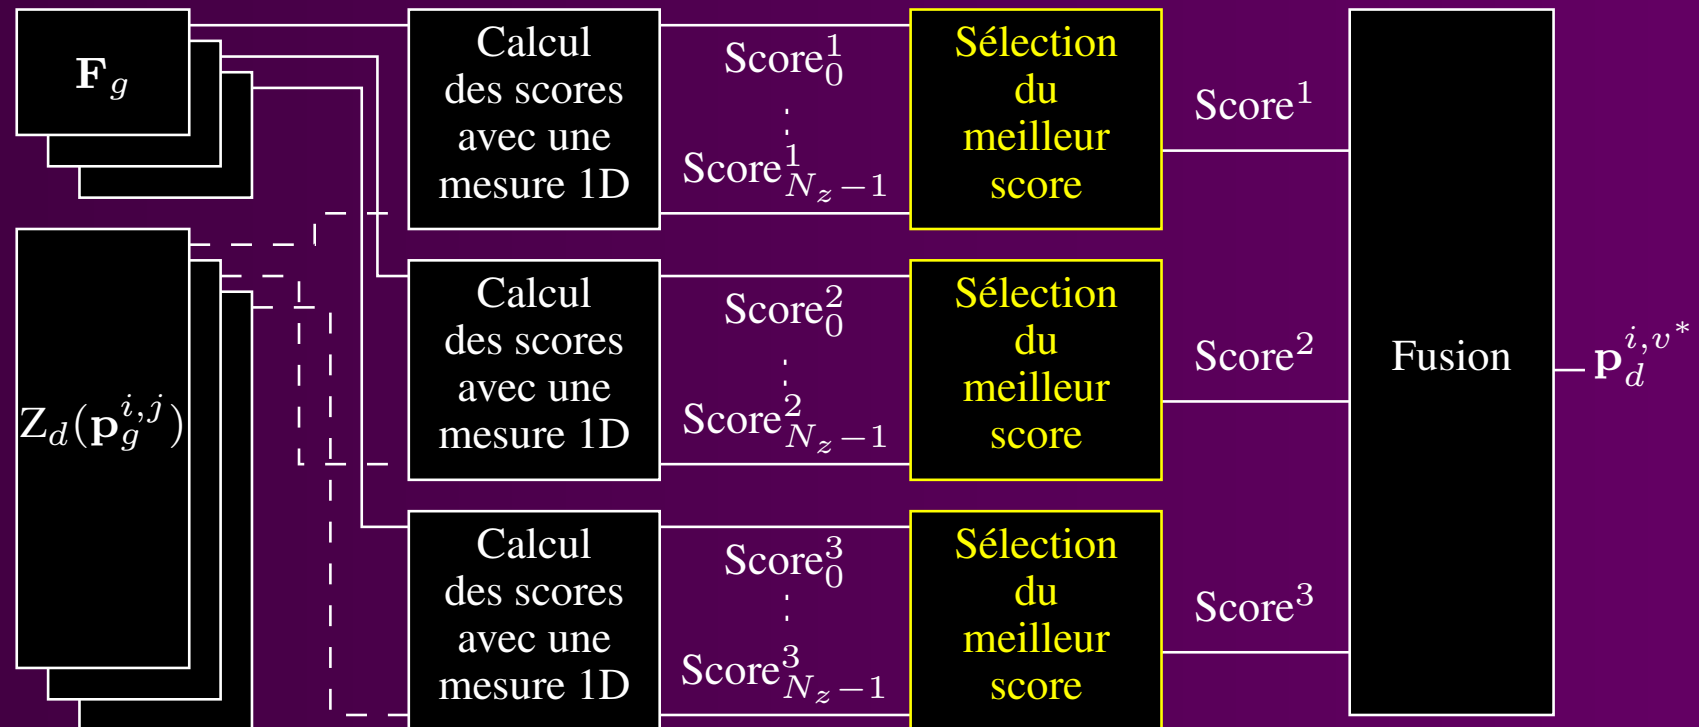 F_g
Z_d(p_g^{i,j})
Calcul
des scores
avec une
mesure 1D
Score_0^1
⋮
Score_{N_z−1}^1
Sélection
du
meilleur
score
Score^1
Calcul
des scores
avec une
mesure 1D
Score_0^2
⋮
Score_{N_z−1}^2
Sélection
du
meilleur
score
Score^2
Calcul
des scores
avec une
mesure 1D
Score_0^3
⋮
Score_{N_z−1}^3
Sélection
du
meilleur
score
Score^3
Fusion
p_d^{i,v*}